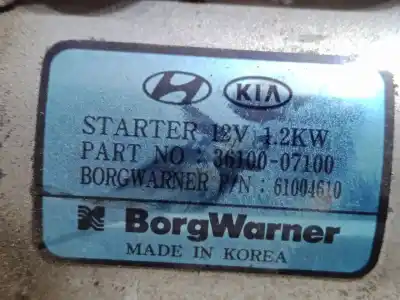 KIA
STARTER 12V 1.2KW
PART NO : 36100-07100
BORGWARNER P/N : 61004610
BorgWarner
MADE IN KOREA